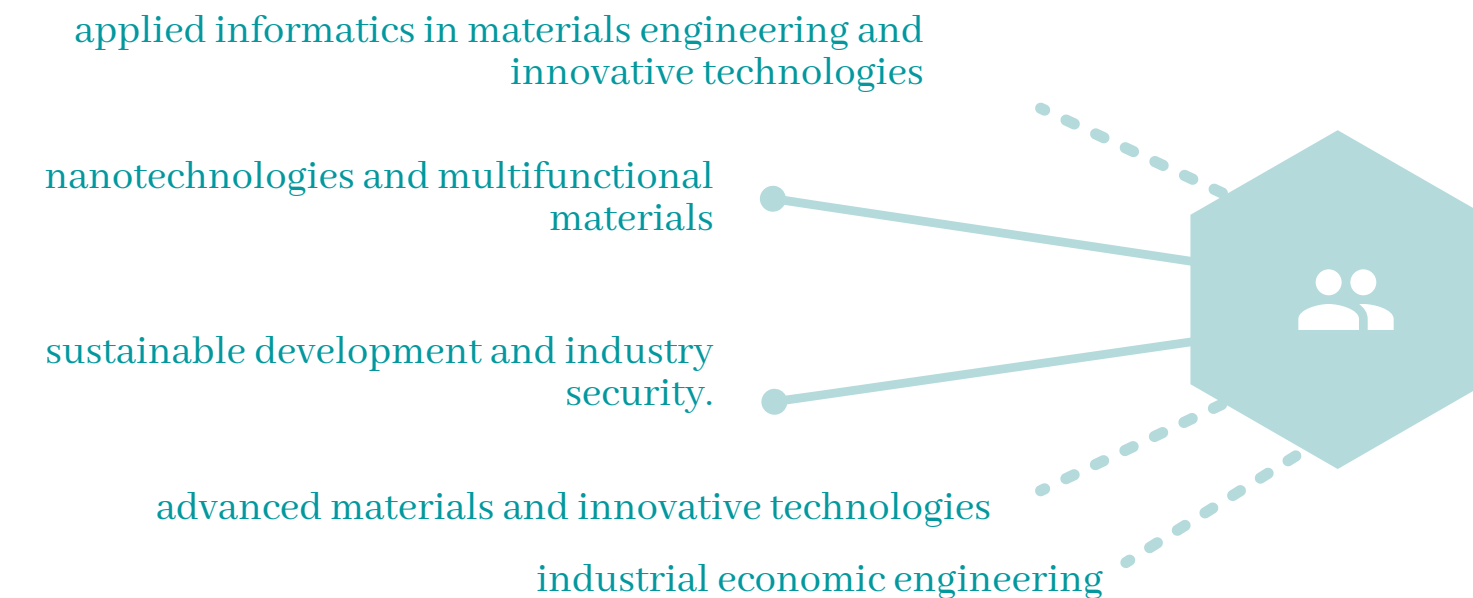 applied informatics in materials engineering and
innovative technologies
nanotechnologies and multifunctional
materials
sustainable development and industry
security.
advanced materials and innovative technologies
industrial economic engineering